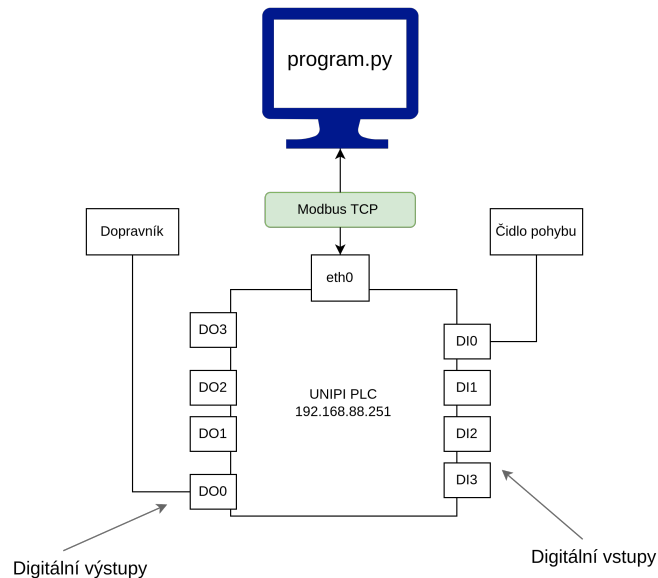 program.py
Modbus TCP
Dopravník
Čidlo pohybu
eth0
DO3
DI0
DO2
UNIPI PLC
192.168.88.251
DI1
DO1
DI2
DO0
DI3
Digitální výstupy
Digitální vstupy